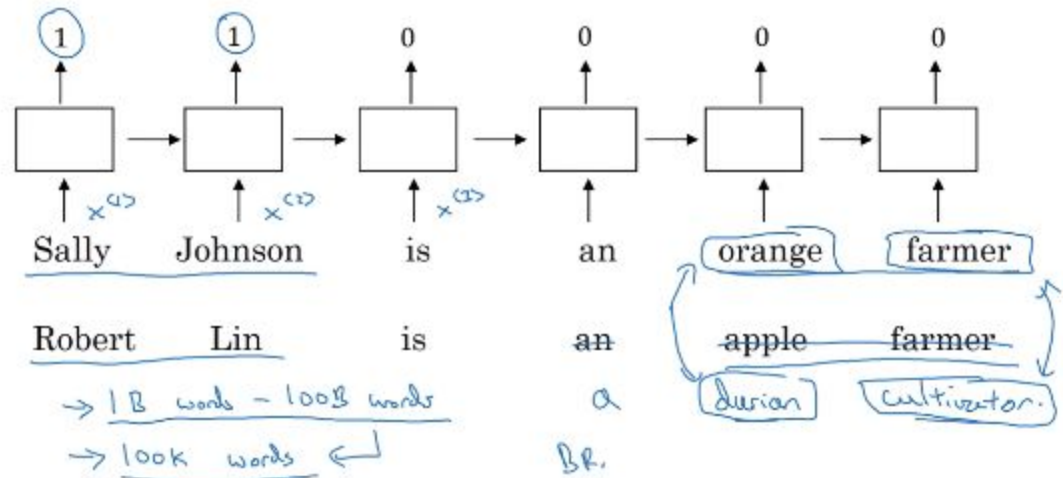 1 1 0 0 0 0
x<1> x<2> x<3>
Sally Johnson is an orange farmer
Robert Lin is an apple farmer
→ 1B words - 100B words a durian cultivator.
→ 100K words BR.